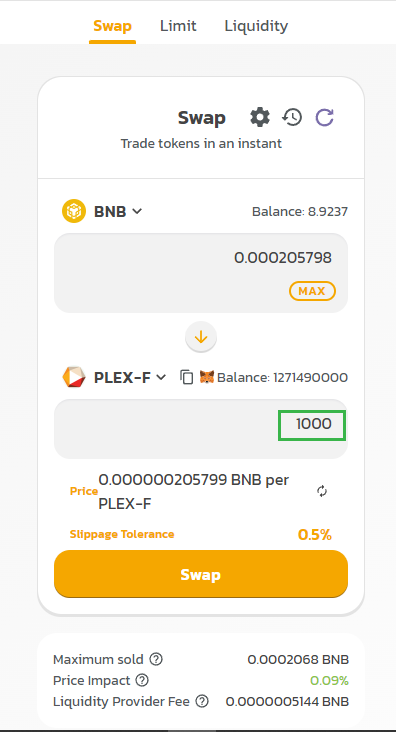 Swap Limit Liquidity
Swap
Trade tokens in an instant
BNB Balance: 8.9237
0.000205798
MAX
PLEX-F Balance: 1271490000
1000
Price 0.000000205799 BNB per
PLEX-F
Slippage Tolerance 0.5%
Swap
Maximum sold 0.0002068 BNB
Price Impact 0.09%
Liquidity Provider Fee 0.0000005144 BNB